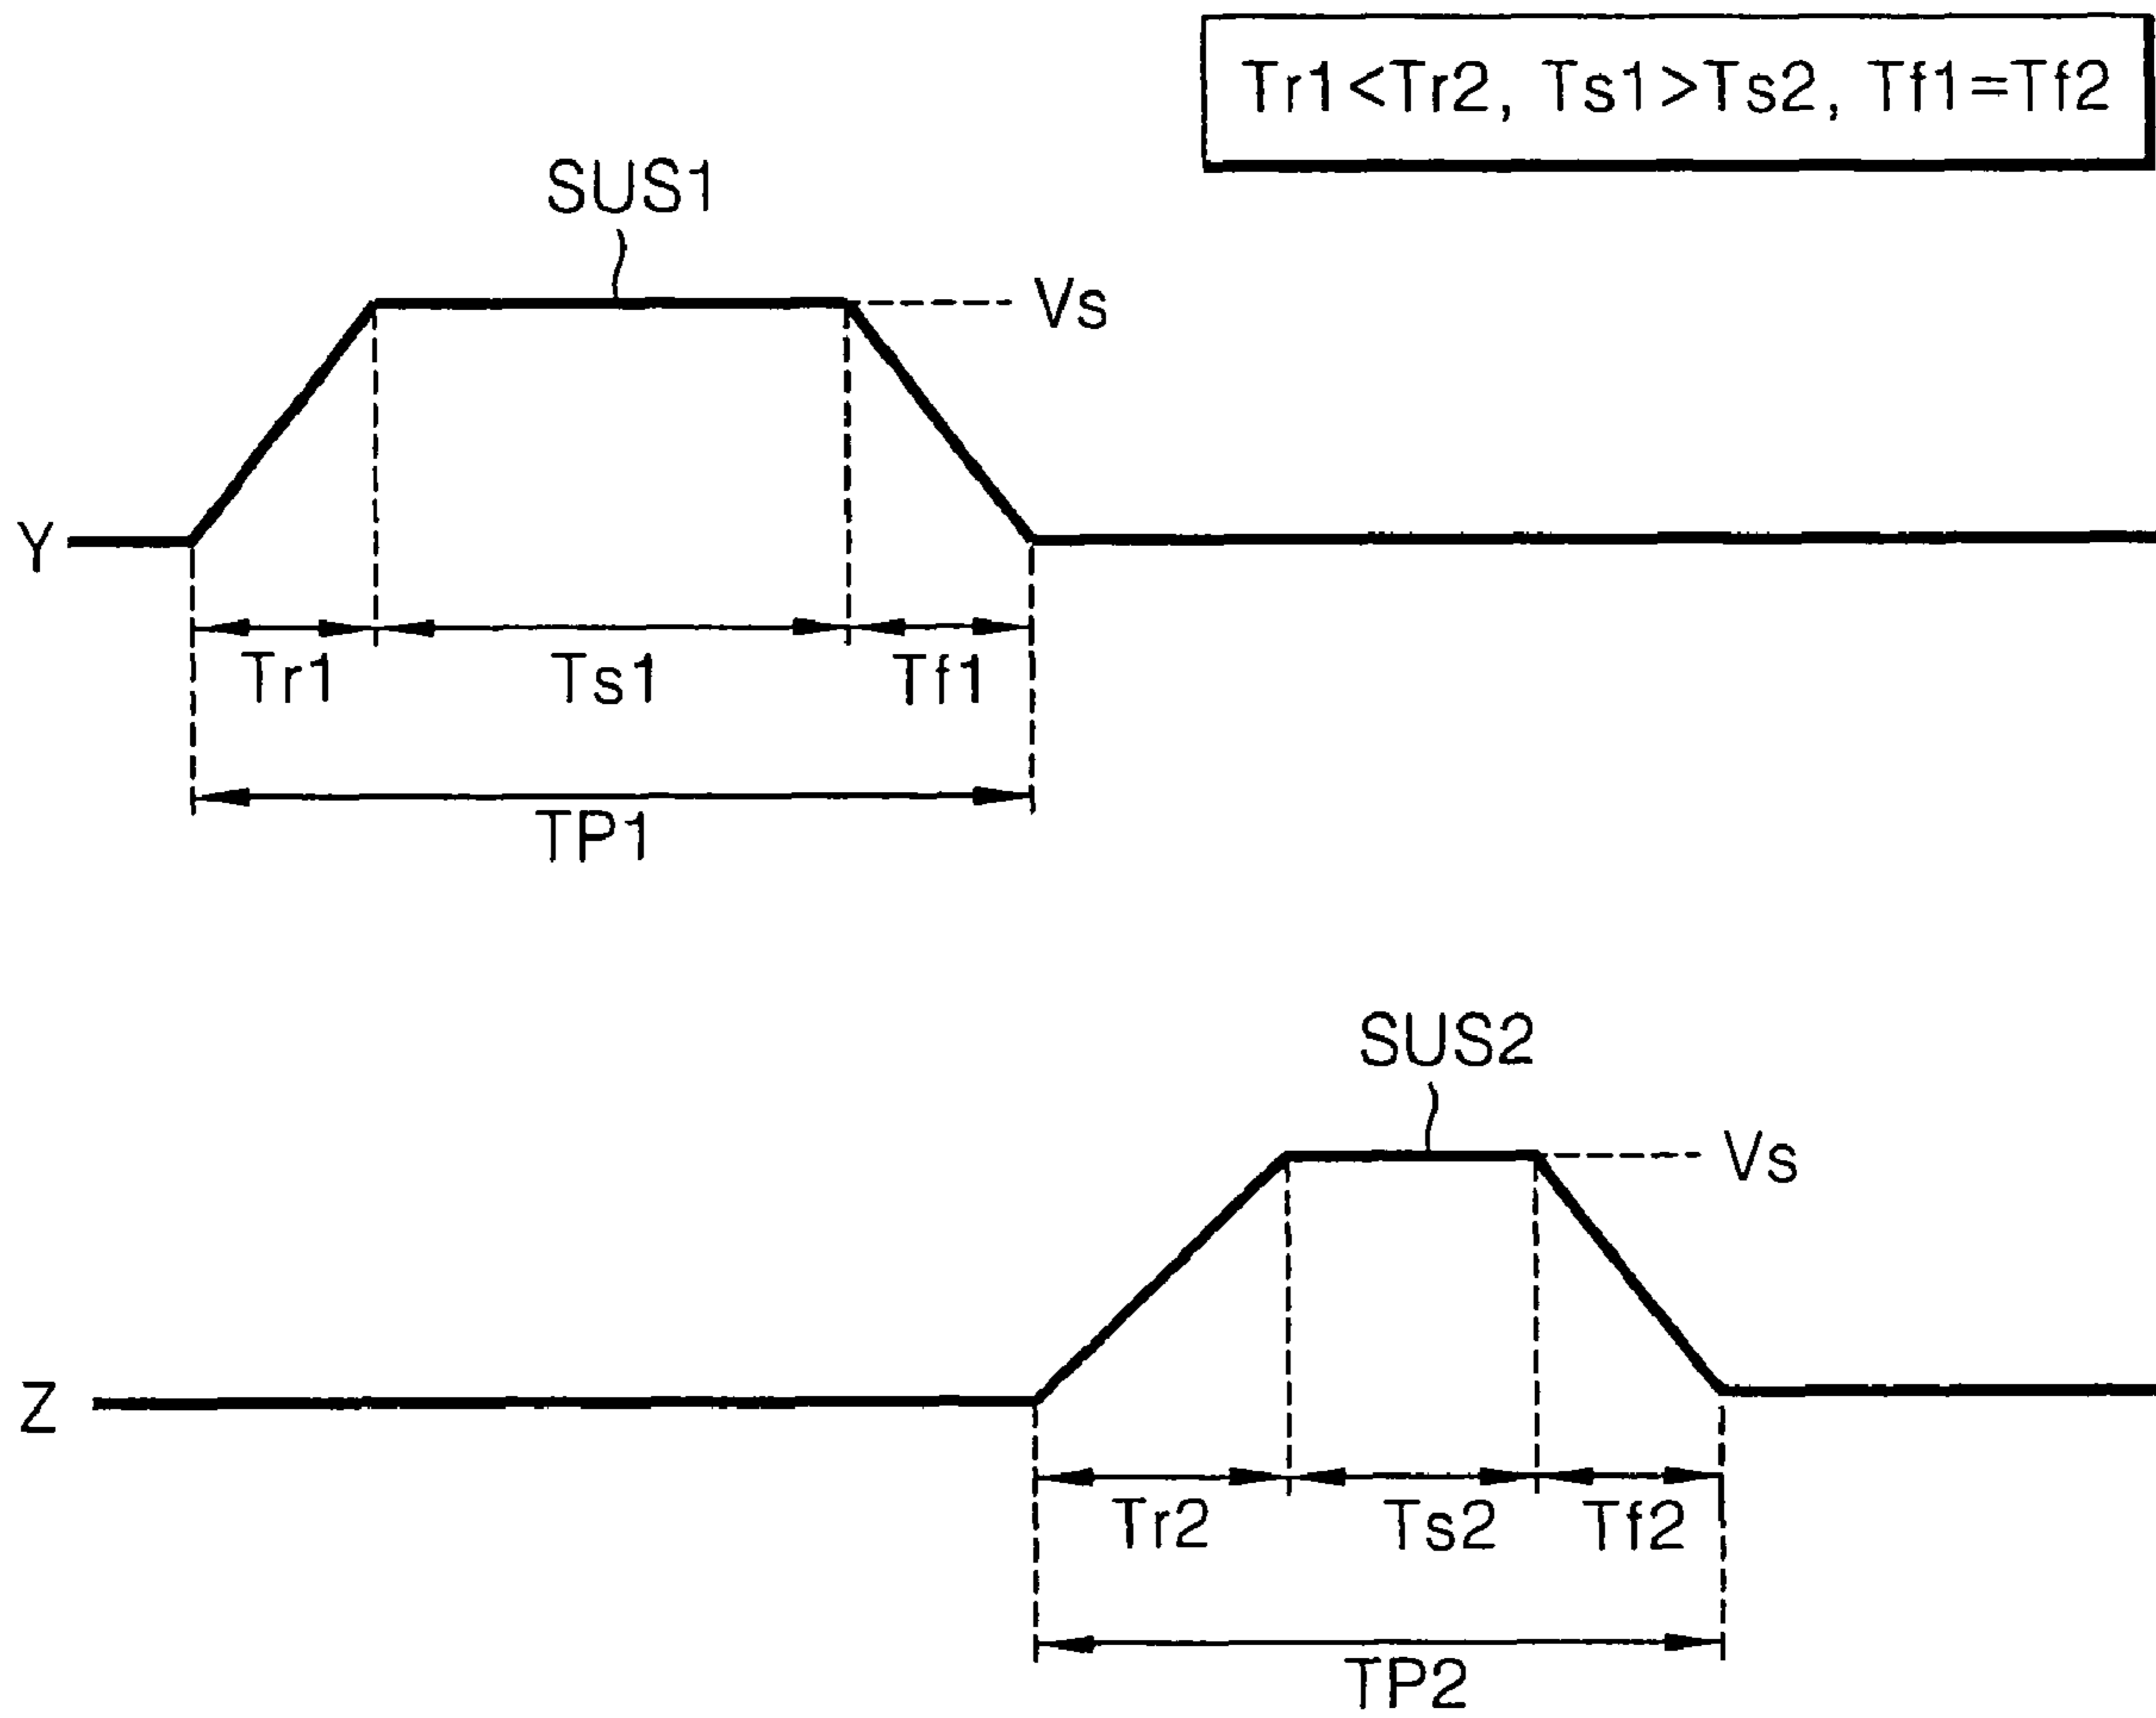 Tr1<Tr2, Ts1>Ts2, Tf1=Tf2
SUS1
Vs
Y
Tr1
Ts1
Tf1
TP1
SUS2
Vs
Z
Tr2
Ts2
Tf2
TP2